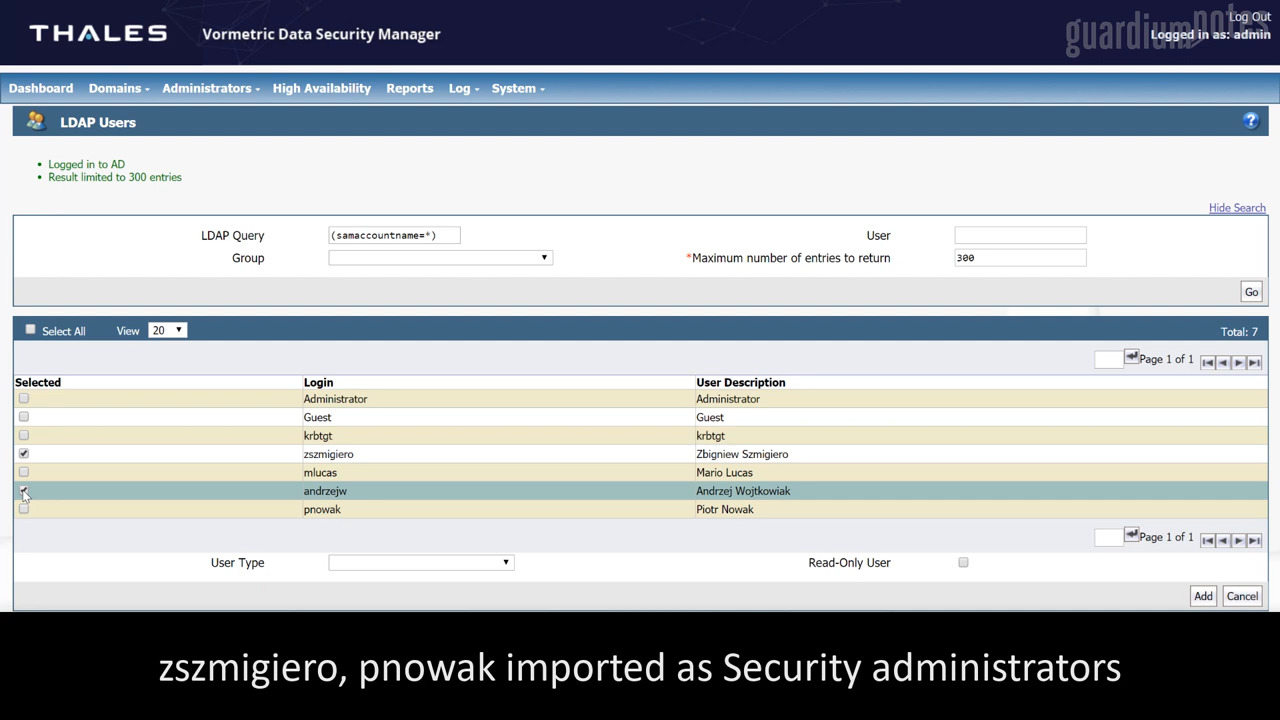 THALES
Vormetric Data Security Manager
guardiumnotes
Log Out
Logged in as: admin
Dashboard Domains Administrators High Availability Reports Log System
LDAP Users
?
Logged in to AD
Result limited to 300 entries
Hide Search
LDAP Query (samaccountname=*) User
Group *Maximum number of entries to return 300
Go
Select All View 20 Total: 7
Page 1 of 1
Selected Login User Description
Administrator Administrator
Guest Guest
krbtgt krbtgt
zszmigiero Zbigniew Szmigiero
mlucas Mario Lucas
andrzejw Andrzej Wojtkowiak
pnowak Piotr Nowak
Page 1 of 1
User Type Read-Only User
Add Cancel
zszmigiero, pnowak imported as Security administrators